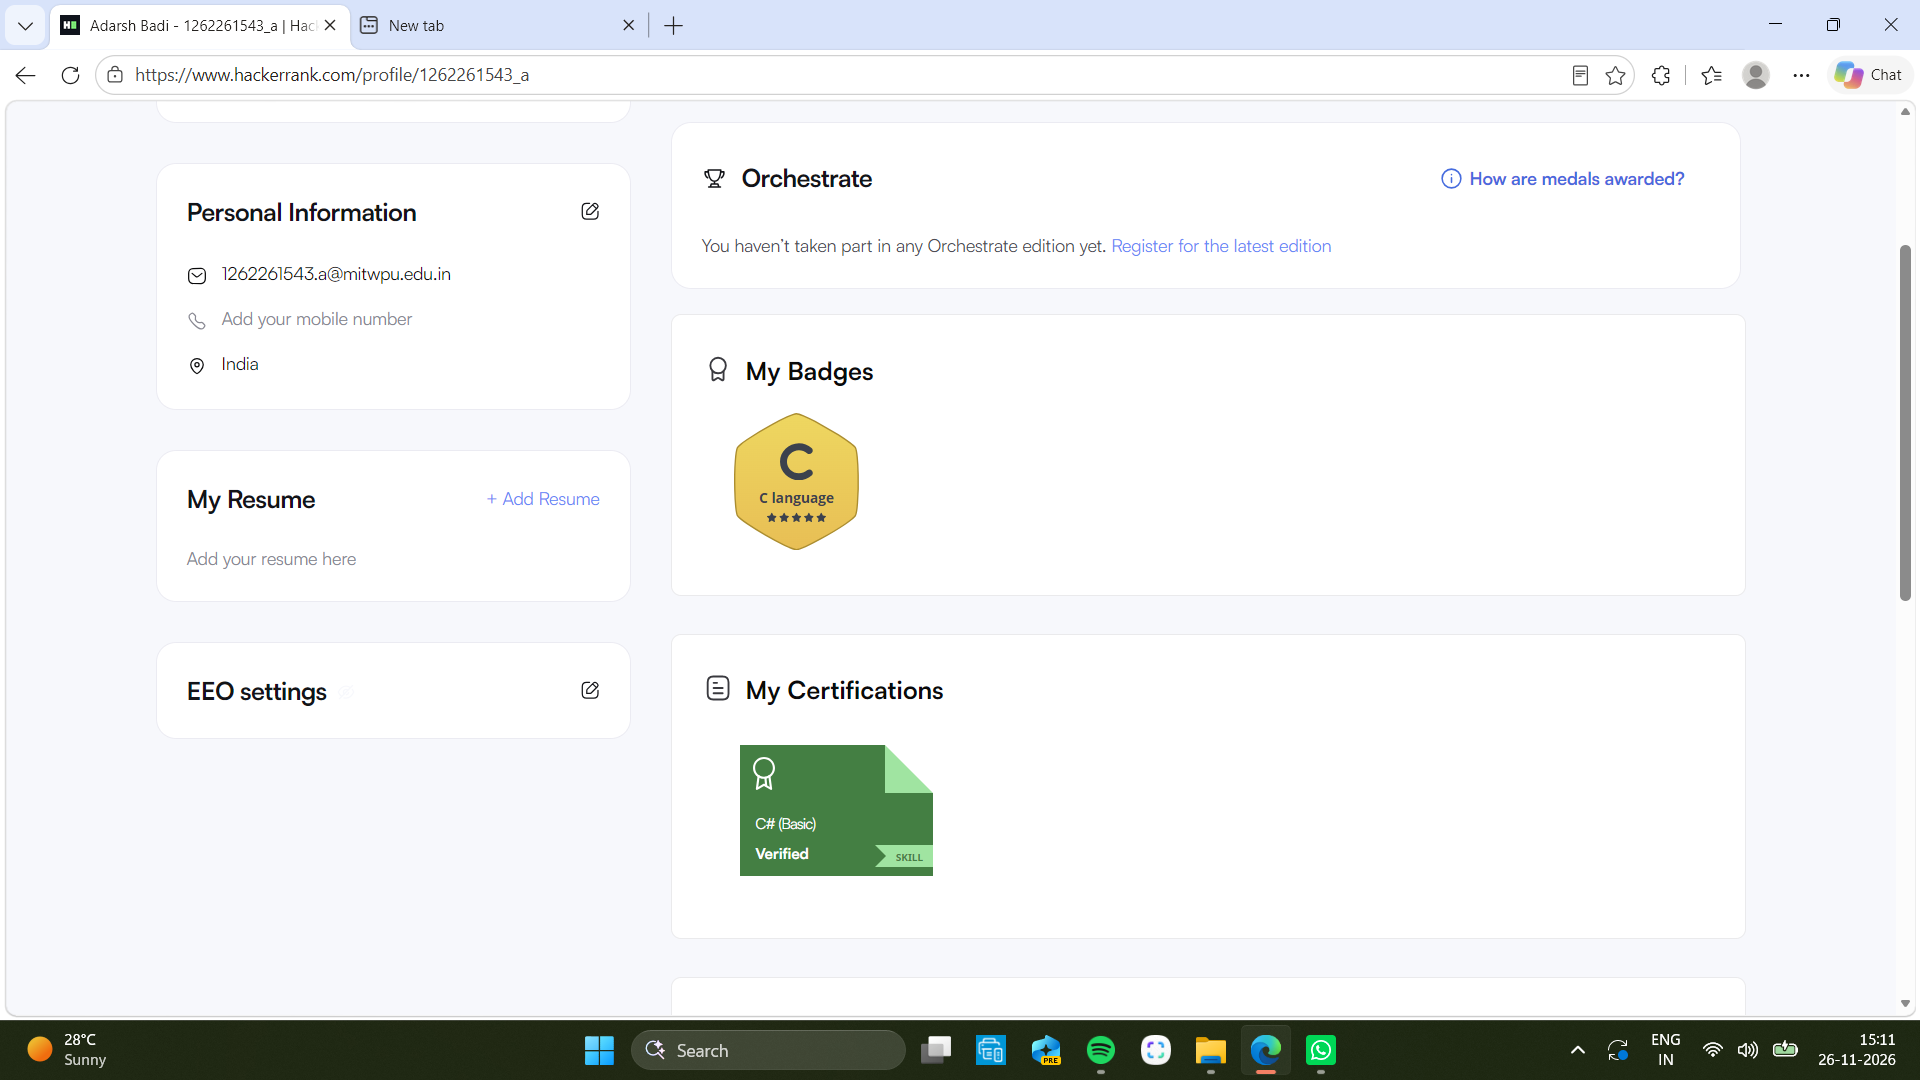 Adarsh Badi - 1262261543_a | Hac
New tab
https://www.hackerrank.com/profile/1262261543_a
Chat
Personal Information
1262261543.a@mitwpu.edu.in
Add your mobile number
India
My Resume
+ Add Resume
Add your resume here
EEO settings
Orchestrate
How are medals awarded?
You haven't taken part in any Orchestrate edition yet. Register for the latest edition
My Badges
C
C language
My Certifications
C# (Basic)
Verified
SKILL
28°C
Sunny
Search
PRE
ENG
IN
15:11
26-11-2026